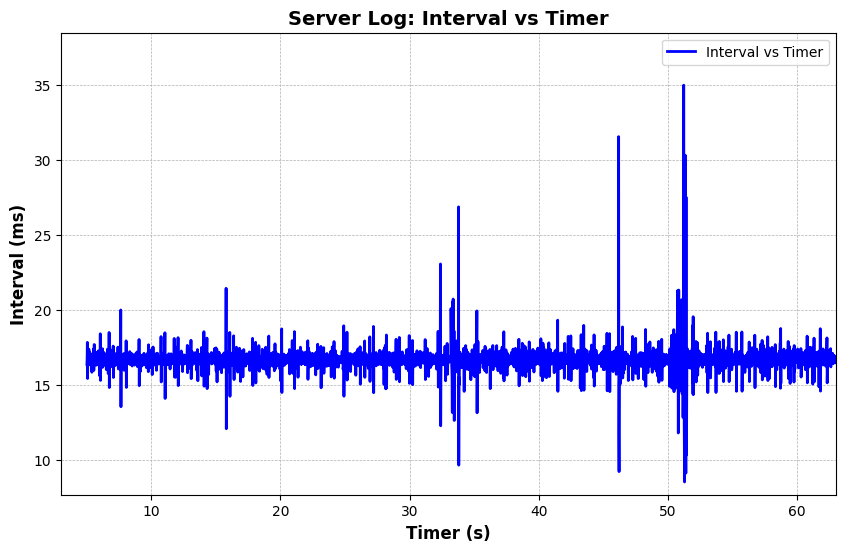 Server Log: Interval vs Timer
Interval vs Timer
35
30
25
20
15
10
Interval (ms)
10 20 30 40 50 60
Timer (s)